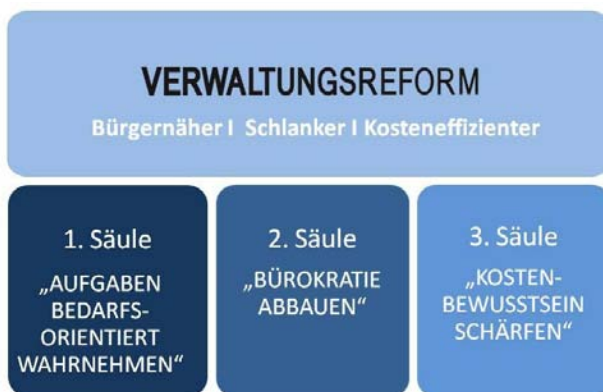 VERWALTUNGSREFORM
Bürgernäher I Schlanker I Kosteneffizienter
1. Säule
„AUFGABEN
BEDARFS-
ORIENTIERT
WAHRNEHMEN“
2. Säule
„BÜROKRATIE
ABBAUEN“
3. Säule
„KOSTEN-
BEWUSSTSEIN
SCHÄRFEN“